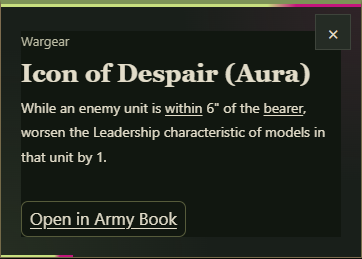 ×
Wargear
Icon of Despair (Aura)
While an enemy unit is within 6" of the bearer,
worsen the Leadership characteristic of models in
that unit by 1.
Open in Army Book